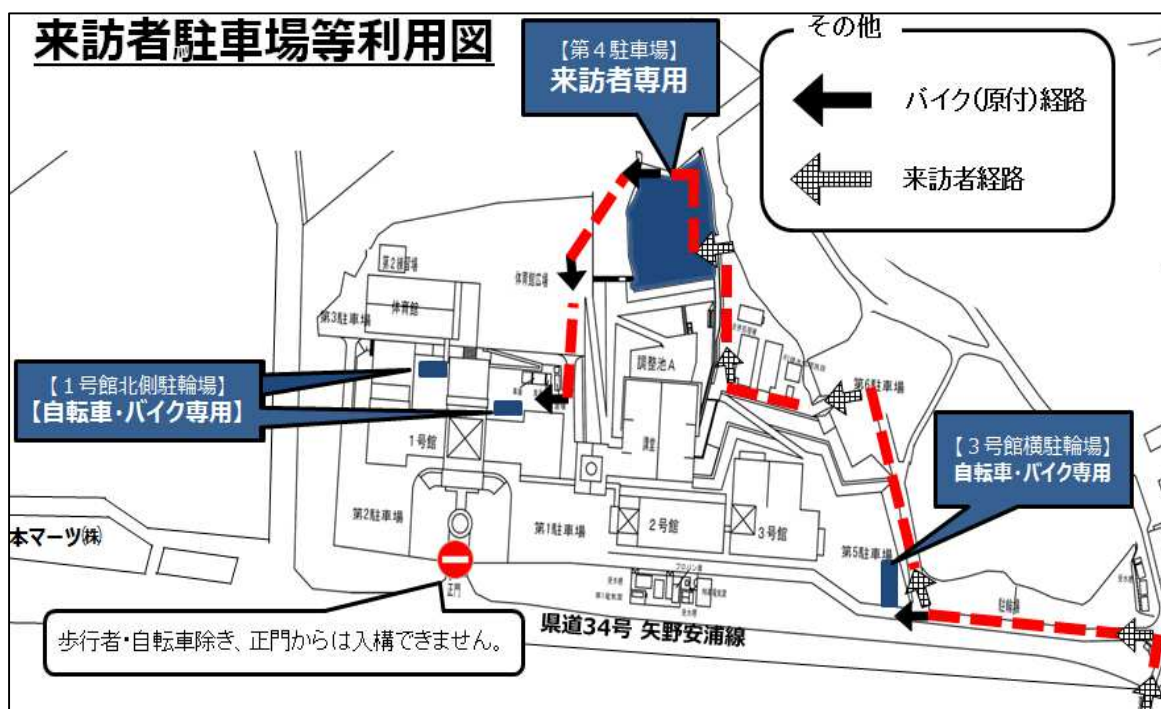 来訪者駐車場等利用図
【第４駐車場】
来訪者専用
その他
バイク(原付)経路
来訪者経路
第2練習場
体育館
体育館広場
第3駐車場
【１号館北側駐輪場】
【自転車・バイク専用】
調整池A
第6駐車場
【３号館横駐輪場】
自転車・バイク専用
1号館
講堂
第2駐車場
第1駐車場
2号館
3号館
第5駐車場
本マーツ㈱
正門
駐輪場
受水槽
県道34号 矢野安浦線
歩行者・自転車除き、正門からは入構できません。